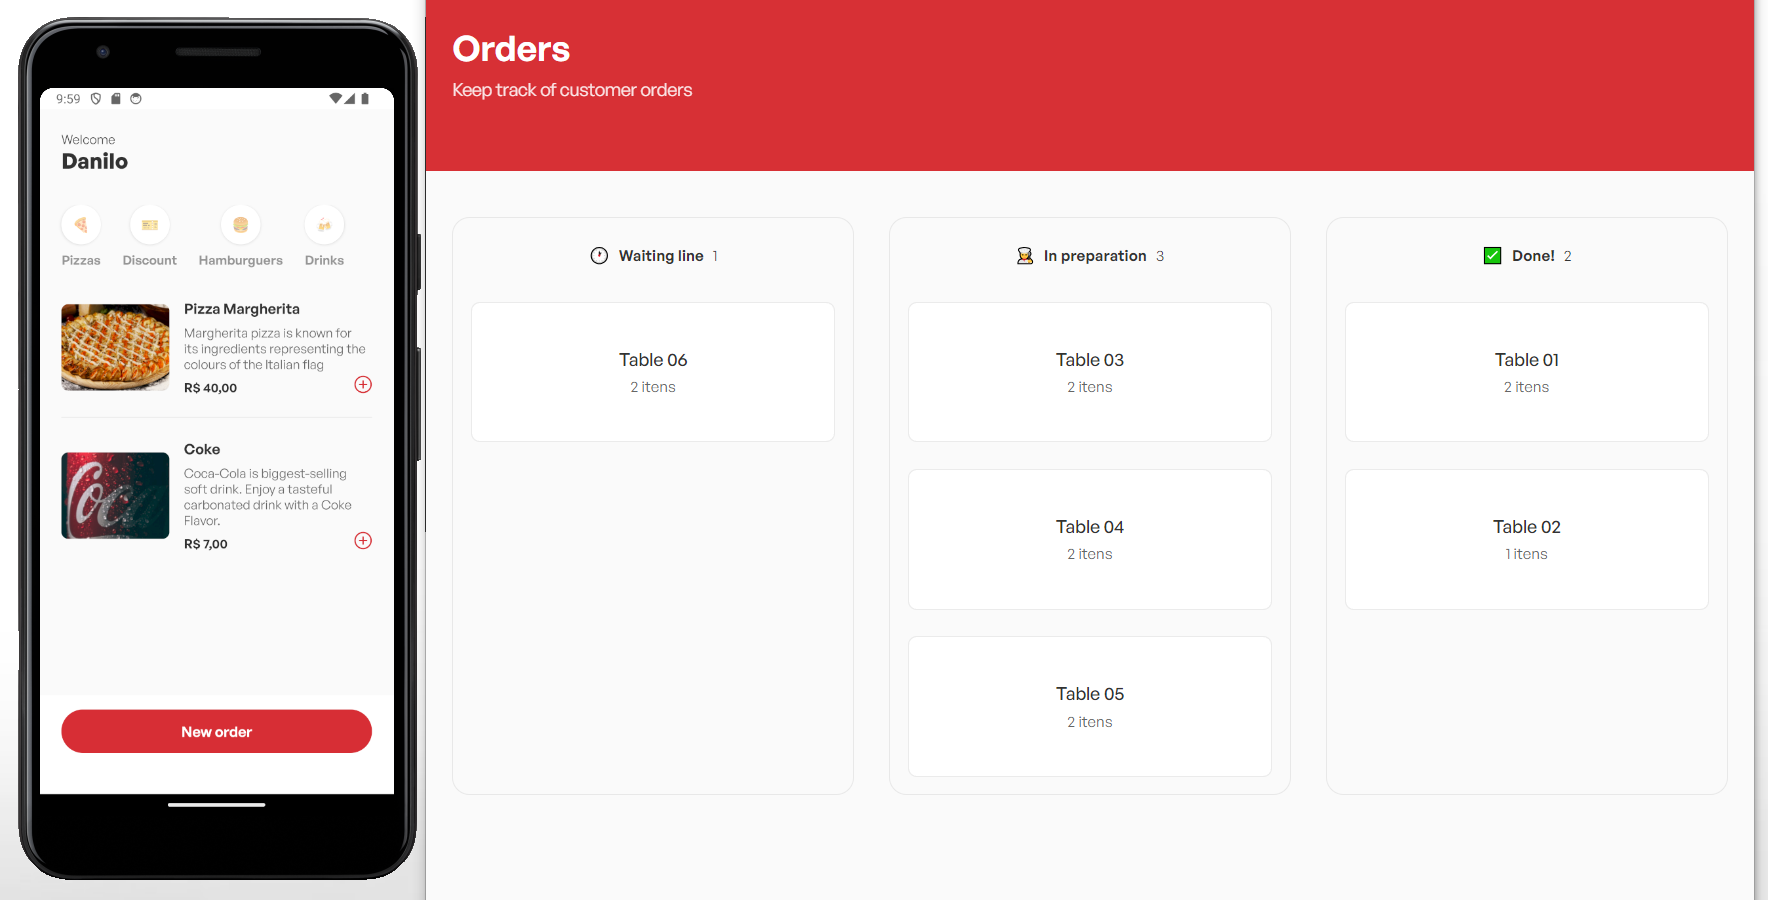 9:59
Welcome
Danilo
Pizzas
Discount
Hamburguers
Drinks
Pizza Margherita
Margherita pizza is known for
its ingredients representing the
colours of the Italian flag
R$ 40,00
Coke
Coca-Cola is biggest-selling
soft drink. Enjoy a tasteful
carbonated drink with a Coke
Flavor.
R$ 7,00
New order
Orders
Keep track of customer orders
Waiting line 1
Table 06
2 itens
In preparation 3
Table 03
2 itens
Table 04
2 itens
Table 05
2 itens
Done! 2
Table 01
2 itens
Table 02
1 itens